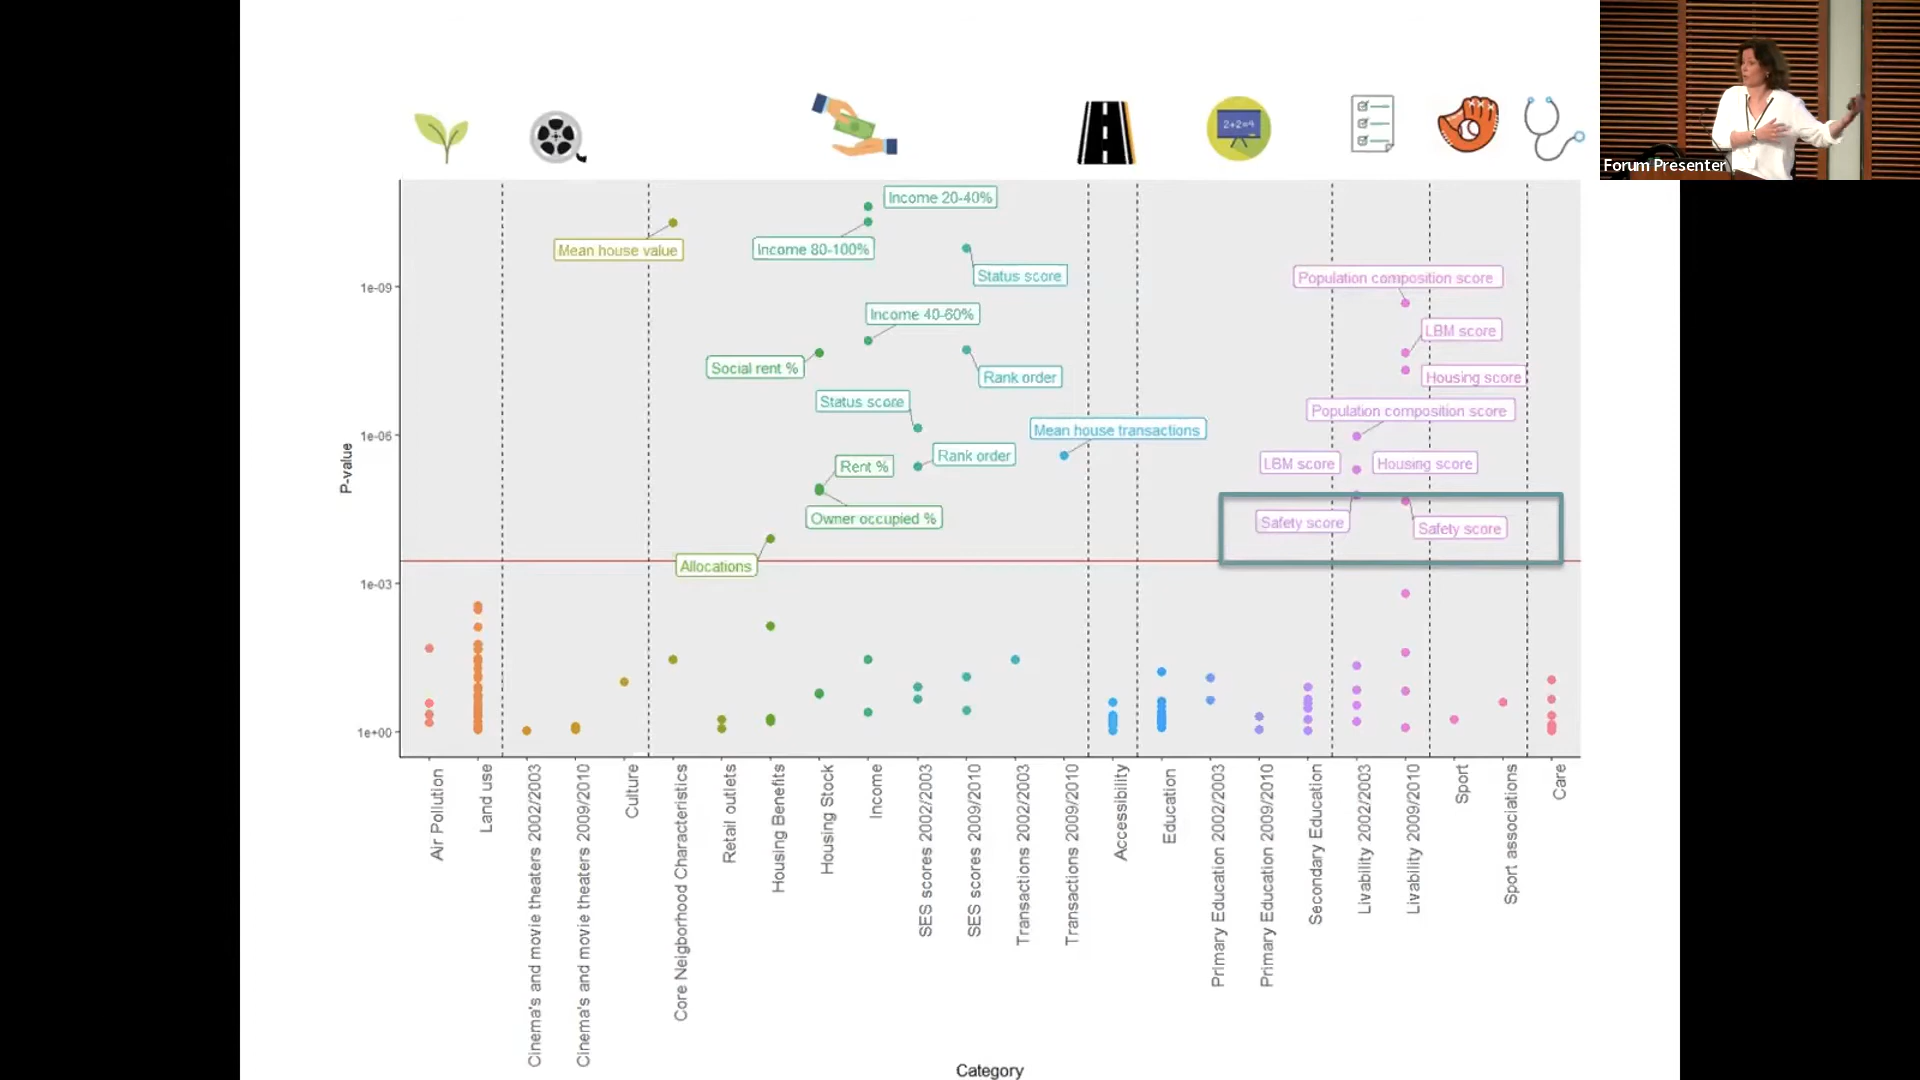 2+2=4
Forum Presenter
Income 20-40%
Mean house value
Income 80-100%
Status score
Population composition score
1e-09
Income 40-60%
LBM score
Social rent %
Rank order
Housing score
Status score
Population composition score
Mean house transactions
1e-06
Rank order
Rent %
LBM score
Housing score
P-value
Owner occupied %
Safety score
Safety score
Allocations
1e-03
1e+00
Air Pollution
Land use
Cinema's and movie theaters 2002/2003
Cinema's and movie theaters 2009/2010
Culture
Core Neigborhood Characteristics
Retail outlets
Housing Benefits
Housing Stock
Income
SES scores 2002/2003
SES scores 2009/2010
Transactions 2002/2003
Transactions 2009/2010
Accessibility
Education
Primary Education 2002/2003
Primary Education 2009/2010
Secondary Education
Livability 2002/2003
Livability 2009/2010
Sport
Sport associations
Care
Category